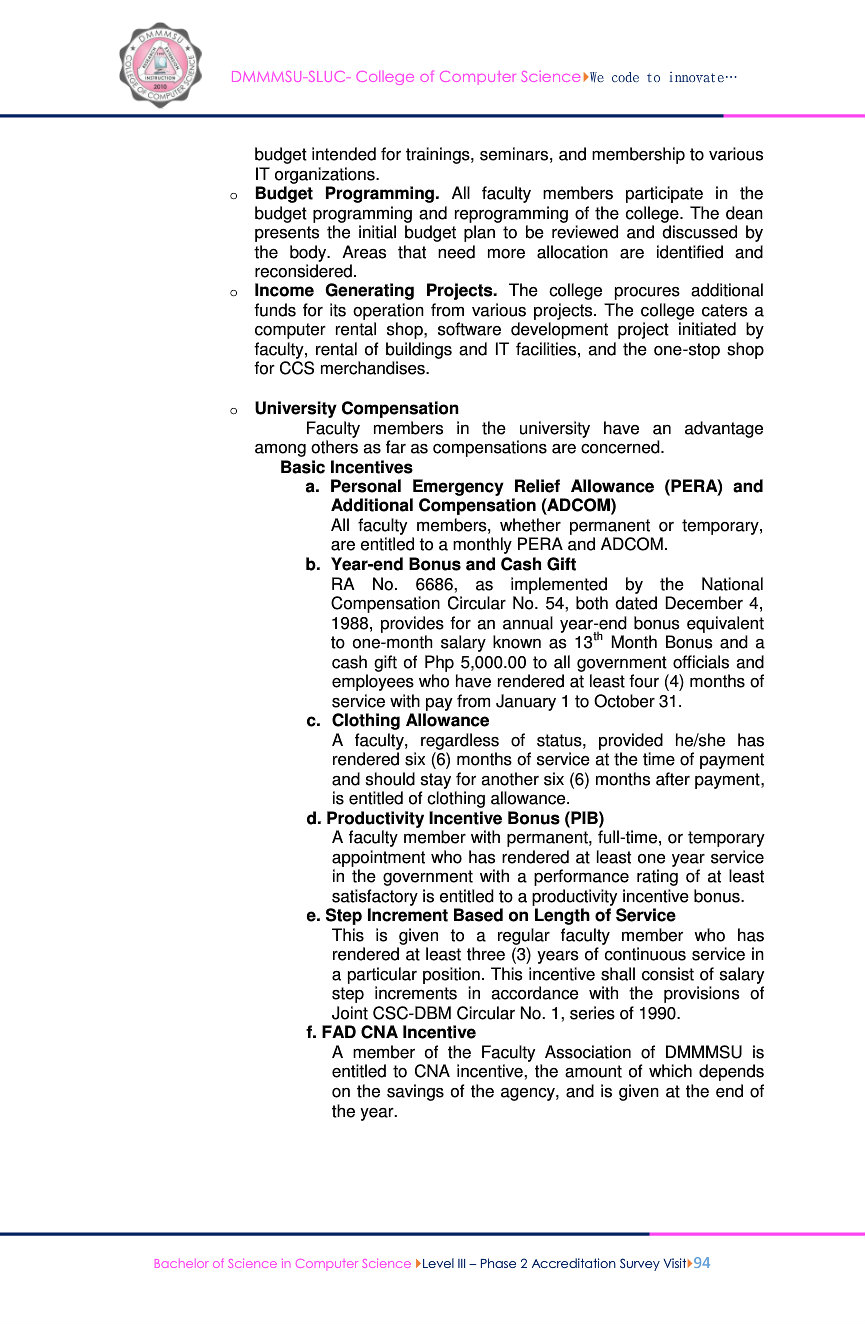 DMMMSU
COLLEGE OF COMPUTER SCIENCE
RESEARCH
EXTENSION
INSTRUCTION
2010
DMMMSU-SLUC- College of Computer Science We code to innovate…
budget intended for trainings, seminars, and membership to various
IT organizations.
o Budget Programming. All faculty members participate in the
budget programming and reprogramming of the college. The dean
presents the initial budget plan to be reviewed and discussed by
the body. Areas that need more allocation are identified and
reconsidered.
o Income Generating Projects. The college procures additional
funds for its operation from various projects. The college caters a
computer rental shop, software development project initiated by
faculty, rental of buildings and IT facilities, and the one-stop shop
for CCS merchandises.
o University Compensation
Faculty members in the university have an advantage
among others as far as compensations are concerned.
Basic Incentives
a. Personal Emergency Relief Allowance (PERA) and
Additional Compensation (ADCOM)
All faculty members, whether permanent or temporary,
are entitled to a monthly PERA and ADCOM.
b. Year-end Bonus and Cash Gift
RA No. 6686, as implemented by the National
Compensation Circular No. 54, both dated December 4,
1988, provides for an annual year-end bonus equivalent
to one-month salary known as 13th Month Bonus and a
cash gift of Php 5,000.00 to all government officials and
employees who have rendered at least four (4) months of
service with pay from January 1 to October 31.
c. Clothing Allowance
A faculty, regardless of status, provided he/she has
rendered six (6) months of service at the time of payment
and should stay for another six (6) months after payment,
is entitled of clothing allowance.
d. Productivity Incentive Bonus (PIB)
A faculty member with permanent, full-time, or temporary
appointment who has rendered at least one year service
in the government with a performance rating of at least
satisfactory is entitled to a productivity incentive bonus.
e. Step Increment Based on Length of Service
This is given to a regular faculty member who has
rendered at least three (3) years of continuous service in
a particular position. This incentive shall consist of salary
step increments in accordance with the provisions of
Joint CSC-DBM Circular No. 1, series of 1990.
f. FAD CNA Incentive
A member of the Faculty Association of DMMMSU is
entitled to CNA incentive, the amount of which depends
on the savings of the agency, and is given at the end of
the year.
Bachelor of Science in Computer Science Level III – Phase 2 Accreditation Survey Visit 94